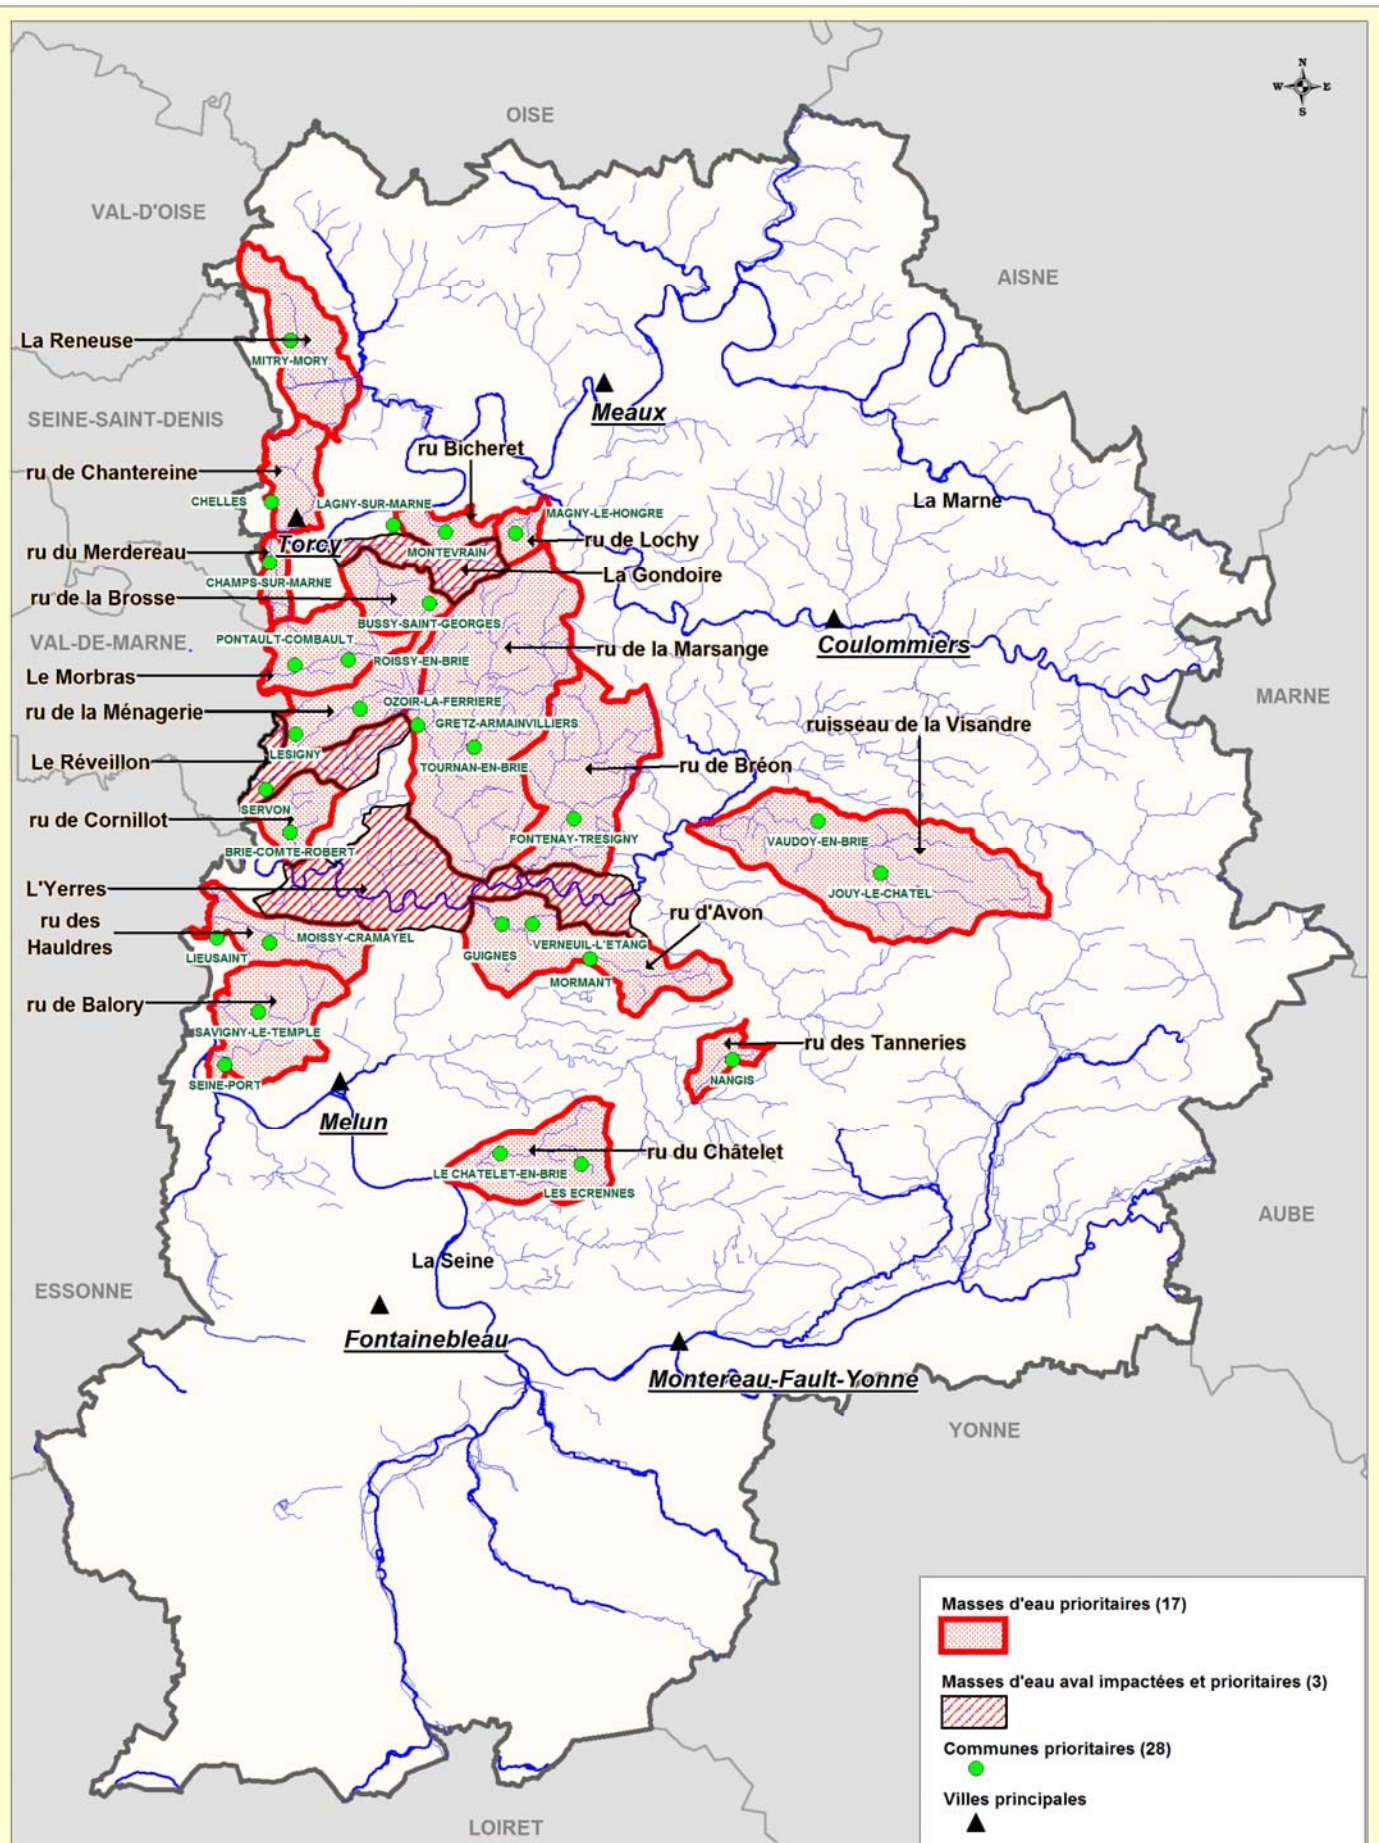 N
W E
S
OISE
VAL-D'OISE
AISNE
La Reneuse
MITRY-MORY
SEINE-SAINT-DENIS
Meaux
ru Bicheret
ru de Chantereine
CHELLES
LAGNY-SUR-MARNE
MAGNY-LE-HONGRE
La Marne
Torcy
MONTEVRAIN
ru de Lochy
ru du Merdereau
La Gondoire
CHAMPS-SUR-MARNE
ru de la Brosse
BUSSY-SAINT-GEORGES
VAL-DE-MARNE
PONTAULT-COMBAULT
ROISSY-EN-BRIE
ru de la Marsange
Coulommiers
Le Morbras
MARNE
OZOIR-LA-FERRIERE
ru de la Ménagerie
GRETZ-ARMAINVILLIERS
ruisseau de la Visandre
LESIGNY
Le Réveillon
TOURNAN-EN-BRIE
ru de Bréon
SERVON
ru de Cornillot
FONTENAY-TRESIGNY
VAUDOY-EN-BRIE
BRIE-COMTE-ROBERT
L'Yerres
JOUY-LE-CHATEL
ru des
Hauldres
ru d'Avon
MOISSY-CRAMAYEL
VERNEUIL-L'ETANG
LIEUSAINT
GUIGNES
MORMANT
ru de Balory
SAVIGNY-LE-TEMPLE
ru des Tanneries
SEINE-PORT
NANGIS
Melun
ru du Châtelet
LE CHATELET-EN-BRIE
LES ECRENNES
AUBE
La Seine
ESSONNE
Fontainebleau
Montereau-Fault-Yonne
YONNE
LOIRET
Masses d'eau prioritaires (17)
Masses d'eau aval impactées et prioritaires (3)
Communes prioritaires (28)
Villes principales